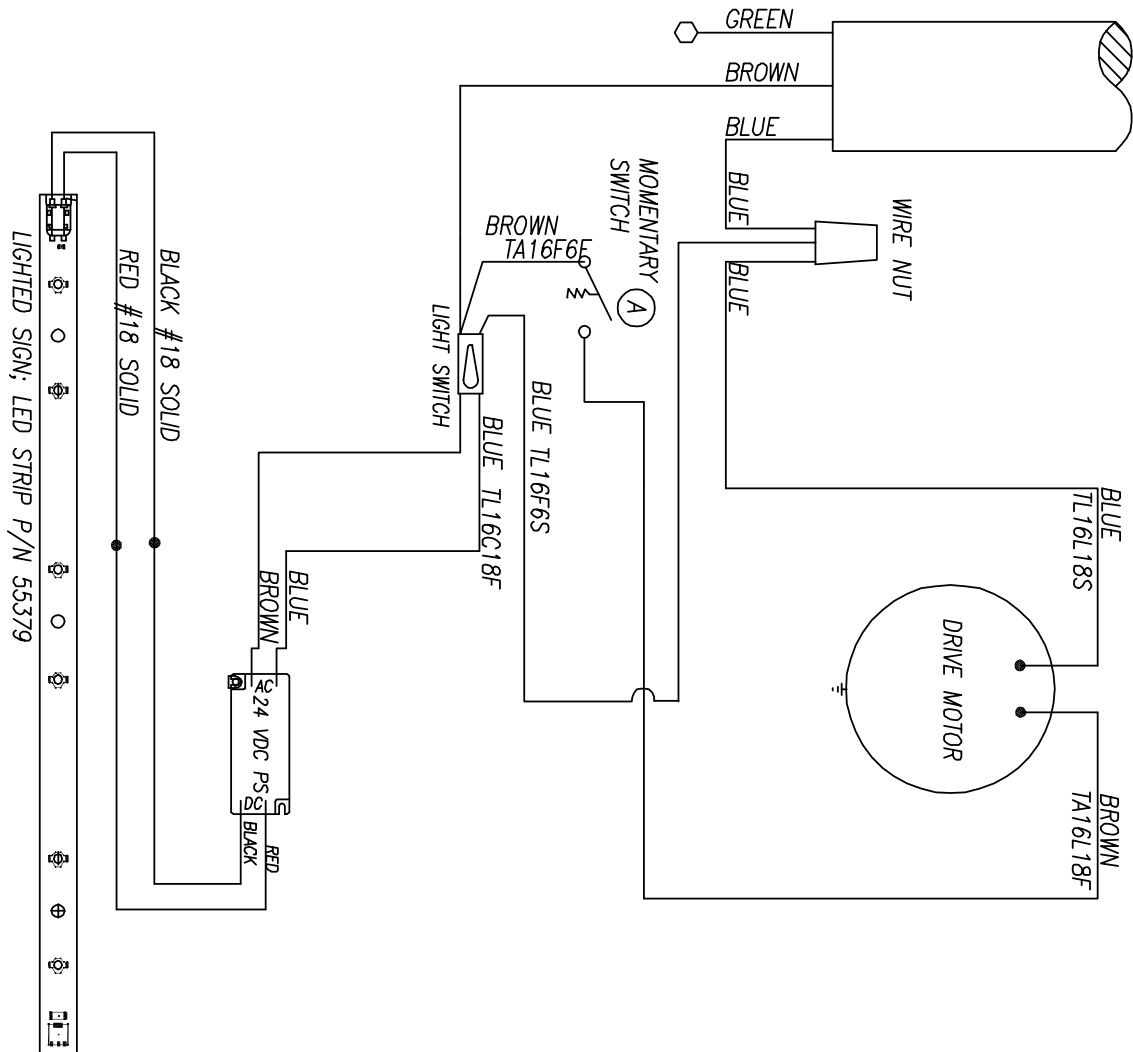 GREEN
BROWN
BLUE
BLUE
WIRE NUT
BLUE
MOMENTARY
SWITCH
A
BROWN
TA16F6F
LIGHT SWITCH
BLUE TL16F6S
BLUE TL16C18F
BLUE
TL16L18S
DRIVE MOTOR
BROWN
TA16L18F
BLACK #18 SOLID
RED #18 SOLID
BLUE
BROWN
AC
24 VDC PS
DC
BLACK
RED
LIGHTED SIGN; LED STRIP P/N 55379